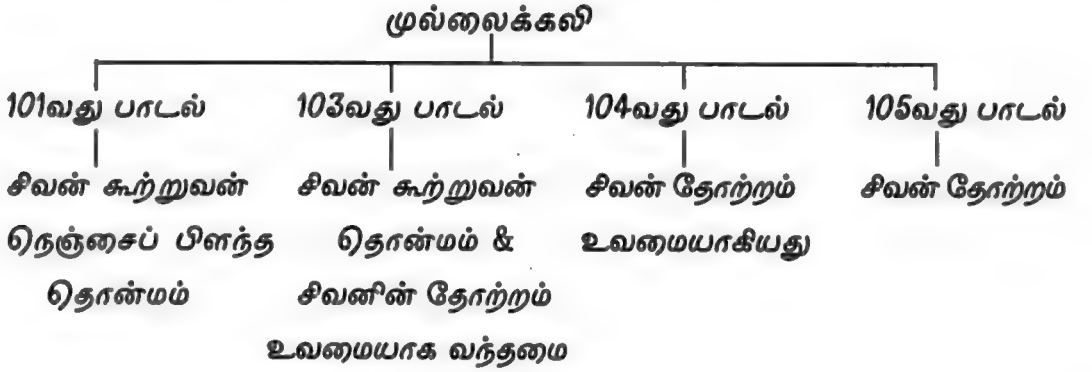 முல்லைக்கலி
101வது பாடல் 103வது பாடல் 104வது பாடல் 105வது பாடல்
சிவன் கூற்றுவன் சிவன் கூற்றுவன் சிவன் தோற்றம் சிவன் தோற்றம்
நெஞ்சைப் பிளந்த தொன்மம் & உவமையாகியது
தொன்மம் சிவனின் தோற்றம்
உவமையாக வந்தமை